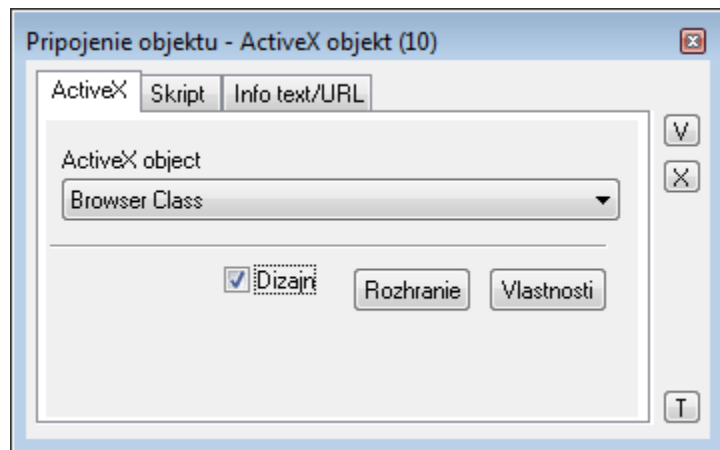 Pripojenie objektu - ActiveX objekt (10)
ActiveX Skript Info text/URL
V
ActiveX object
X
Browser Class
Dizajn Rozhranie Vlastnosti
T